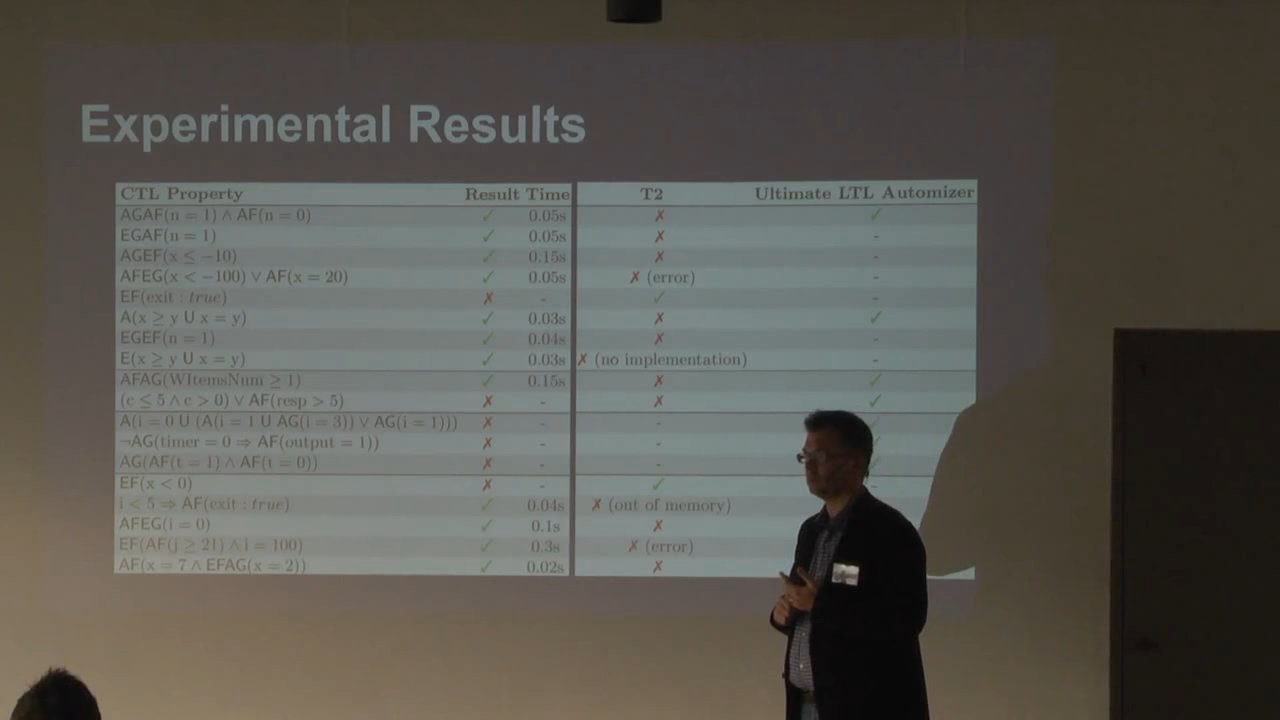 Experimental Results
CTL Property Result Time T2 Ultimate LTL Automizer
AGAF(n = 1) ∧ AF(n = 0) ✓ 0.05s ✗ ✓
EGAF(n = 1) ✓ 0.05s ✗ -
AGEF(x ≤ −10) ✓ 0.15s ✗ -
AFEG(x < −100) ∨ AF(x = 20) ✓ 0.05s ✗ (error) -
EF(exit : true) ✗ - ✓ -
A(x ≥ y U x = y) ✓ 0.03s ✗ ✓
EGEF(n = 1) ✓ 0.04s ✗ -
E(x ≥ y U x = y) ✓ 0.03s ✗ (no implementation) -
AFAG(WItemsNum ≥ 1) ✓ 0.15s ✗ ✓
(c ≤ 5 ∧ c > 0) ∨ AF(resp > 5) ✗ - ✗ ✓
A(i = 0 U (A(i = 1 U AG(i = 3)) ∨ AG(i = 1))) ✗ - -
¬AG(timer = 0 ⇒ AF(output = 1)) ✗ - -
AG(AF(t = 1) ∧ AF(t = 0)) ✗ - -
EF(x < 0) ✗ - ✓ -
i < 5 ⇒ AF(exit : true) ✓ 0.04s ✗ (out of memory)
AFEG(i = 0) ✓ 0.1s ✗
EF(AF(j ≥ 21) ∧ i = 100) ✓ 0.3s ✗ (error)
AF(x = 7 ∧ EFAG(x = 2)) ✓ 0.02s ✗